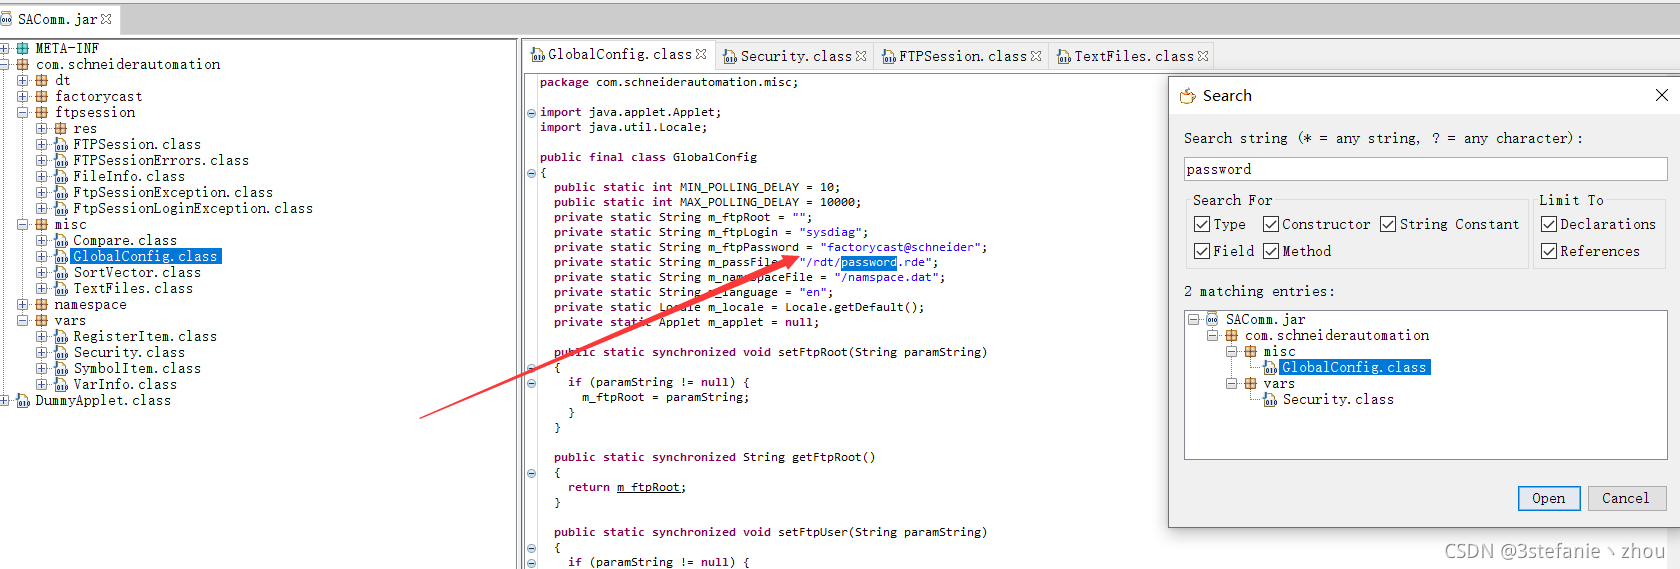 SAComm.jar
META-INF
com.schneiderautomation
dt
factorycast
ftpsession
res
FTPSession.class
FTPSessionErrors.class
FileInfo.class
FtpSessionException.class
FtpSessionLoginException.class
misc
Compare.class
GlobalConfig.class
SortVector.class
TextFiles.class
namespace
vars
RegisterItem.class
Security.class
SymbolItem.class
VarInfo.class
DummyApplet.class
GlobalConfig.class Security.class FTPSession.class TextFiles.class
package com.schneiderautomation.misc;
import java.applet.Applet;
import java.util.Locale;
public final class GlobalConfig
{
public static int MIN_POLLING_DELAY = 10;
public static int MAX_POLLING_DELAY = 10000;
private static String m_ftpRoot = "";
private static String m_ftpLogin = "sysdiag";
private static String m_ftpPassword = "factorycast@schneider";
private static String m_passFile "/rdt/password.rde";
private static String m_namspaceFile = "/namspace.dat";
private static String m_language = "en";
private static Locale m_locale = Locale.getDefault();
private static Applet m_applet = null;
public static synchronized void setFtpRoot(String paramString)
{
if (paramString != null) {
m_ftpRoot = paramString;
}
}
public static synchronized String getFtpRoot()
{
return m_ftpRoot;
}
public static synchronized void setFtpUser(String paramString)
{
if (paramString != null) {
Search
Search string (* = any string, ? = any character):
password
Search For
Type Constructor String Constant
Field Method
Limit To
Declarations
References
2 matching entries:
SAComm.jar
com.schneiderautomation
misc
GlobalConfig.class
vars
Security.class
Open Cancel
CSDN @3stefanie丶zhou